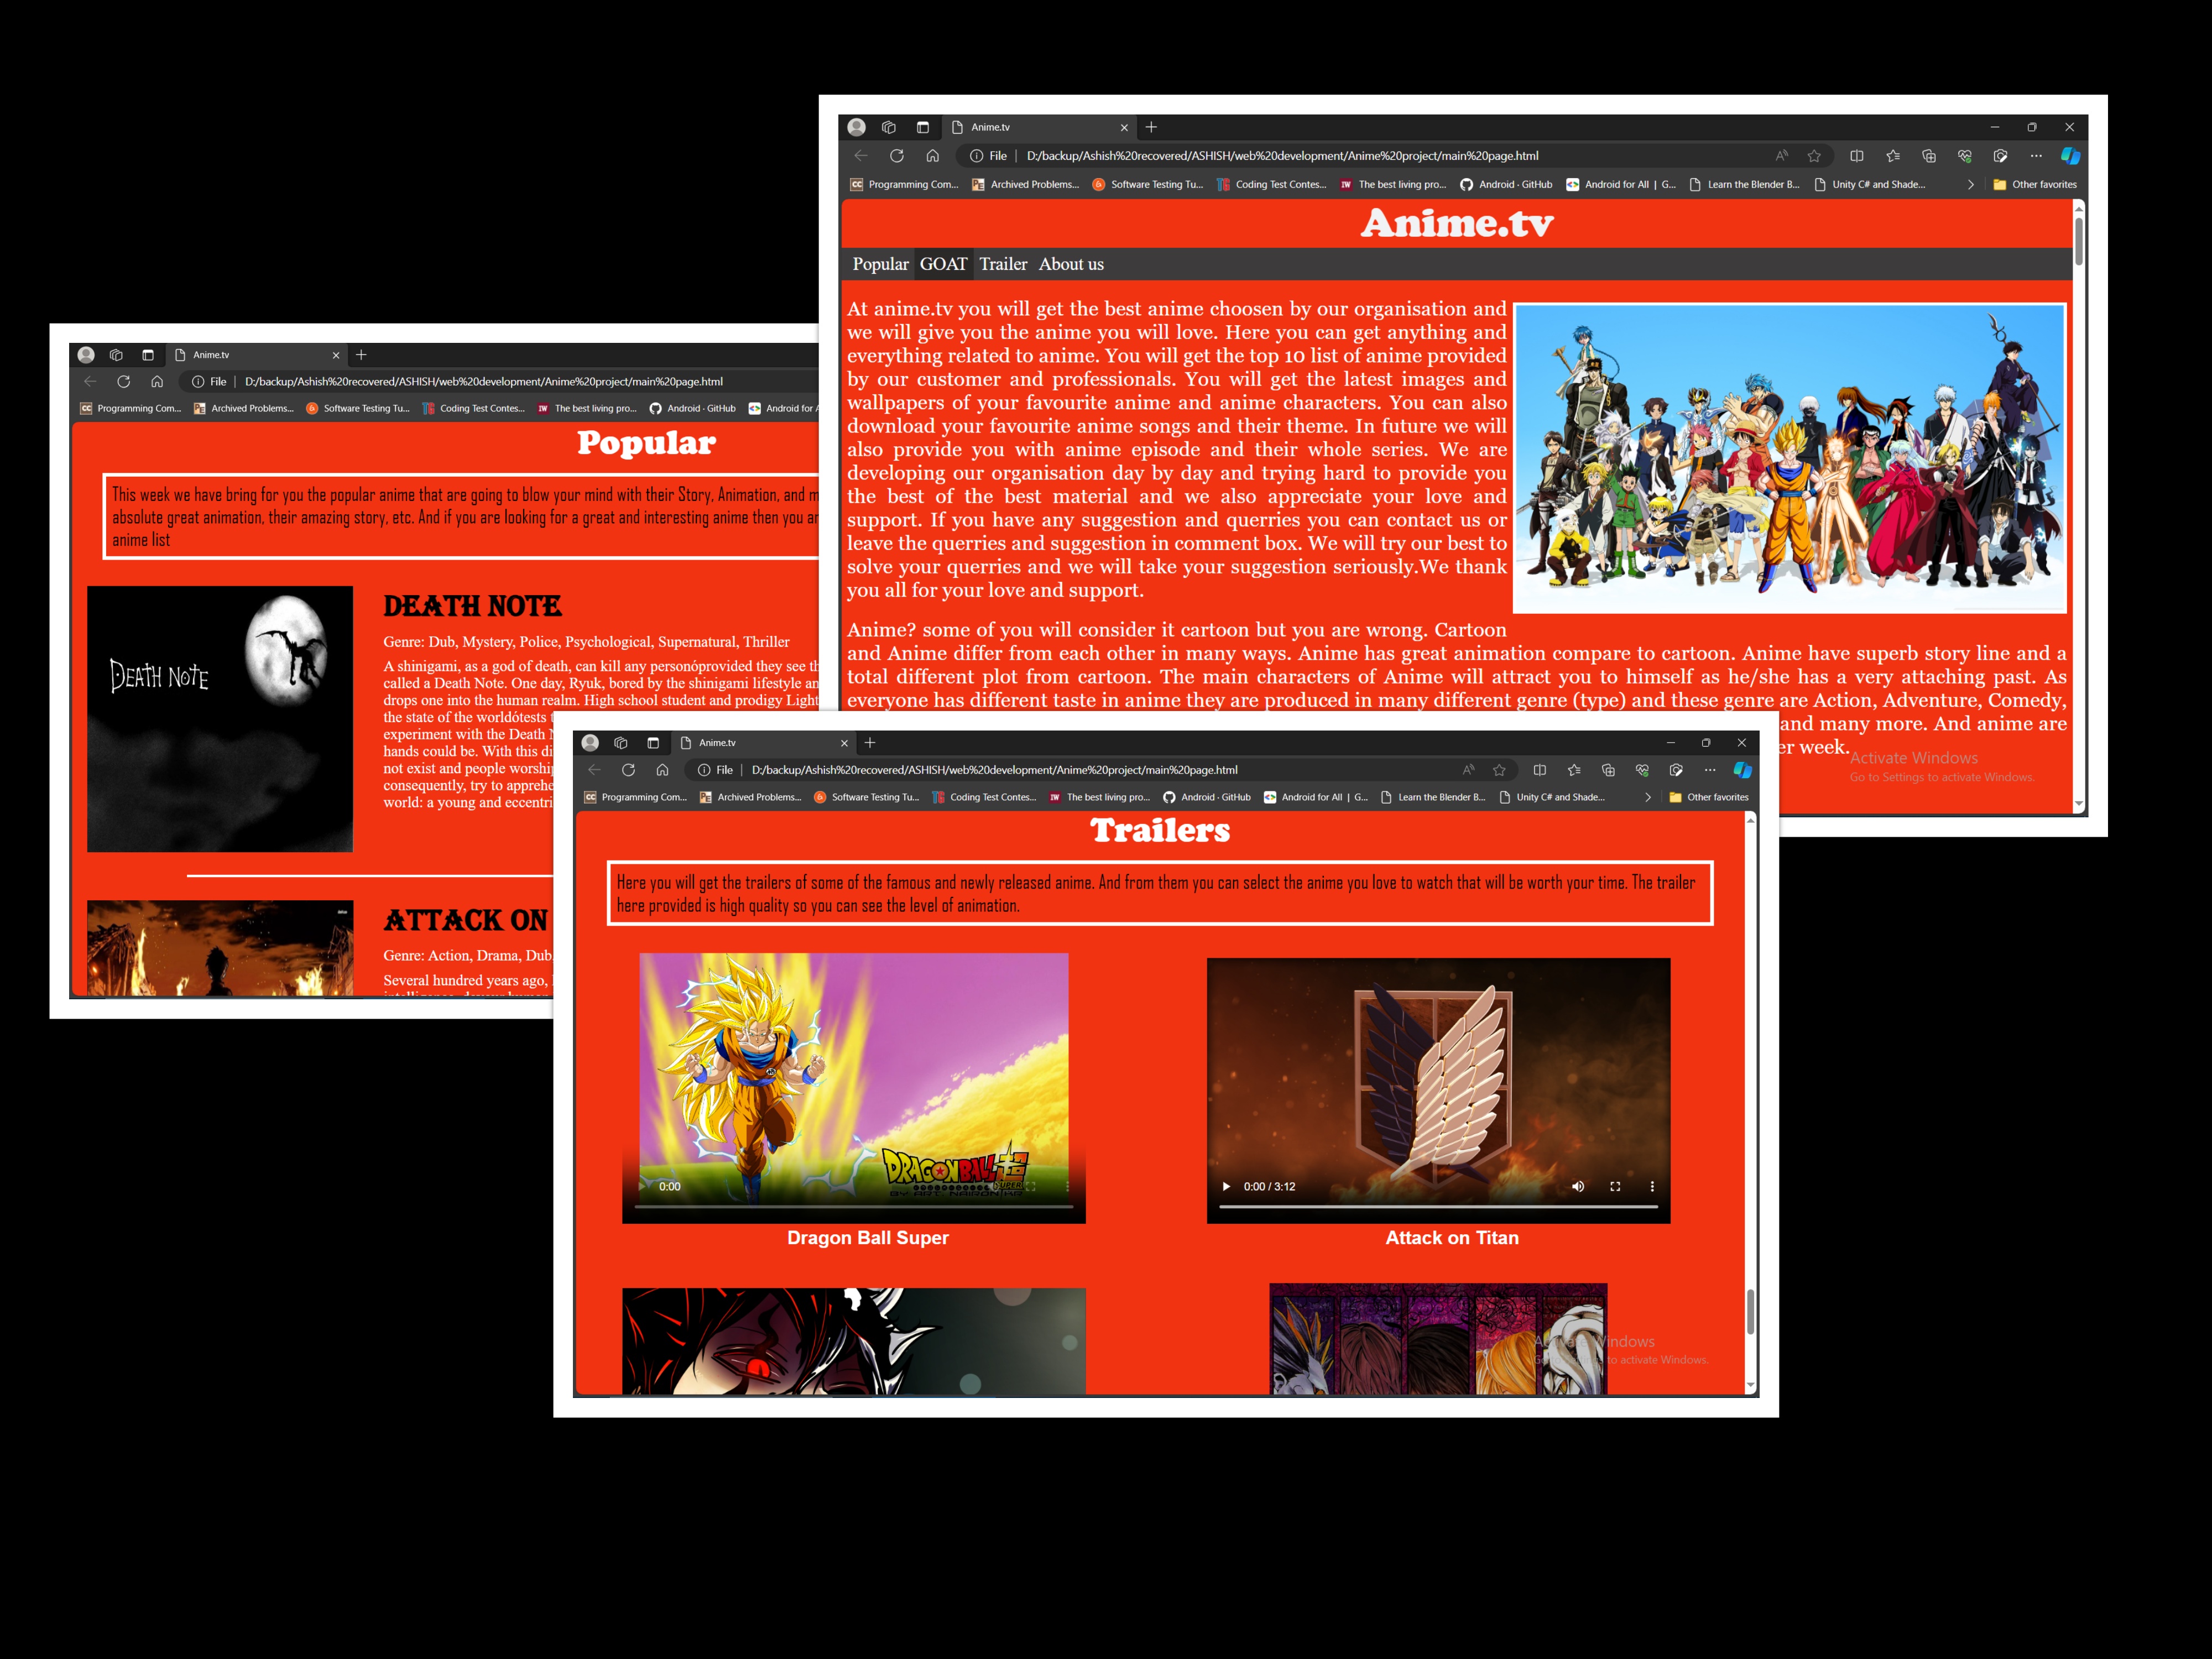 Anime.tv
File
D:/backup/Ashish%20recovered/ASHISH/web%20development/Anime%20project/main%20page.html
Programming Com... Archived Problems... Software Testing Tu... Coding Test Contes... The best living pro... Android · GitHub Android for All | G... Learn the Blender B... Unity C# and Shade... Other favorites
Anime.tv
Popular GOAT Trailer About us
At anime.tv you will get the best anime choosen by our organisation and
we will give you the anime you will love. Here you can get anything and
everything related to anime. You will get the top 10 list of anime provided
by our customer and professionals. You will get the latest images and
wallpapers of your favourite anime and anime characters. You can also
download your favourite anime songs and their theme. In future we will
also provide you with anime episode and their whole series. We are
developing our organisation day by day and trying hard to provide you
the best of the best material and we also appreciate your love and
support. If you have any suggestion and querries you can contact us or
leave the querries and suggestion in comment box. We will try our best to
solve your querries and we will take your suggestion seriously.We thank
you all for your love and support.
Anime? some of you will consider it cartoon but you are wrong. Cartoon
and Anime differ from each other in many ways. Anime has great animation compare to cartoon. Anime have superb story line and a
total different plot from cartoon. The main characters of Anime will attract you to himself as he/she has a very attaching past. As
everyone has different taste in anime they are produced in many different genre (type) and these genre are Action, Adventure, Comedy,
and many more. And anime are
er week.
Activate Windows
Go to Settings to activate Windows.
Anime.tv
File
D:/backup/Ashish%20recovered/ASHISH/web%20development/Anime%20project/main%20page.html
Programming Com... Archived Problems... Software Testing Tu... Coding Test Contes... The best living pro... Android · GitHub Android for A
Popular
This week we have bring for you the popular anime that are going to blow your mind with their Story, Animation, and m
absolute great animation, their amazing story, etc. And if you are looking for a great and interesting anime then you ar
anime list
DEATH NOTE
DEATH NOTE
Genre: Dub, Mystery, Police, Psychological, Supernatural, Thriller
A shinigami, as a god of death, can kill any personóprovided they see th
called a Death Note. One day, Ryuk, bored by the shinigami lifestyle an
drops one into the human realm. High school student and prodigy Light
the state of the worldótests t
experiment with the Death N
hands could be. With this di
not exist and people worship
consequently, try to apprehe
world: a young and eccentri
ATTACK ON
Genre: Action, Drama, Dub
Several hundred years ago,
Anime.tv
File
D:/backup/Ashish%20recovered/ASHISH/web%20development/Anime%20project/main%20page.html
Programming Com... Archived Problems... Software Testing Tu... Coding Test Contes... The best living pro... Android · GitHub Android for All | G... Learn the Blender B... Unity C# and Shade... Other favorites
Trailers
Here you will get the trailers of some of the famous and newly released anime. And from them you can select the anime you love to watch that will be worth your time. The trailer
here provided is high quality so you can see the level of animation.
DRAGONBALL
SUPER
0:00
0:00 / 3:12
Dragon Ball Super
Attack on Titan
Windows
to activate Windows.